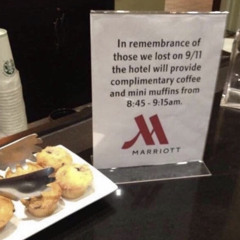 In remembrance of
those we lost on 9/11
the hotel will provide
complimentary coffee
and mini muffins from
8:45 - 9:15am.
MARRIOTT